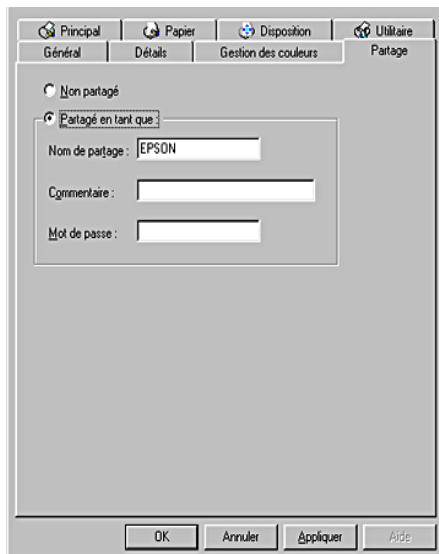 Principal Papier Disposition Utilitaire
Général Détails Gestion des couleurs Partage
Non partagé
Partagé en tant que :
Nom de partage : EPSON
Commentaire :
Mot de passe :
OK Annuler Appliquer Aide